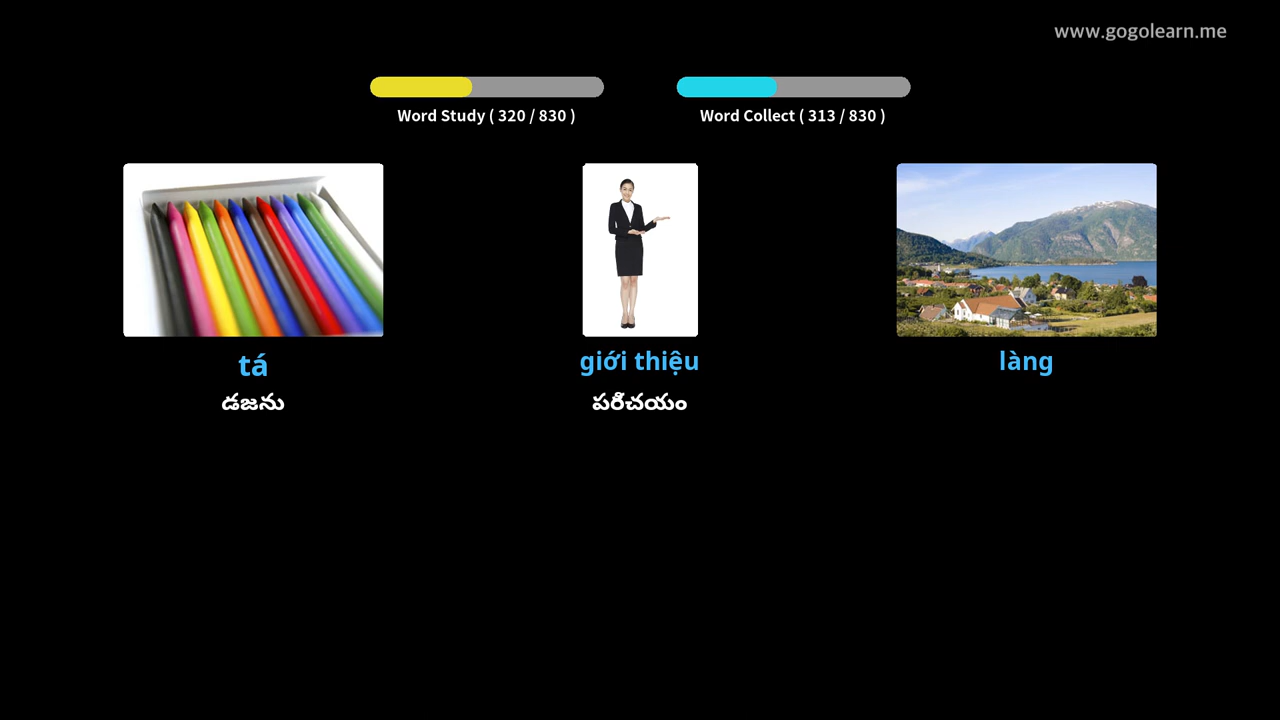 www.gogolearn.me
Word Study ( 320 / 830 )
Word Collect ( 313 / 830 )
tá
giới thiệu
làng
డజను
పరిచయం